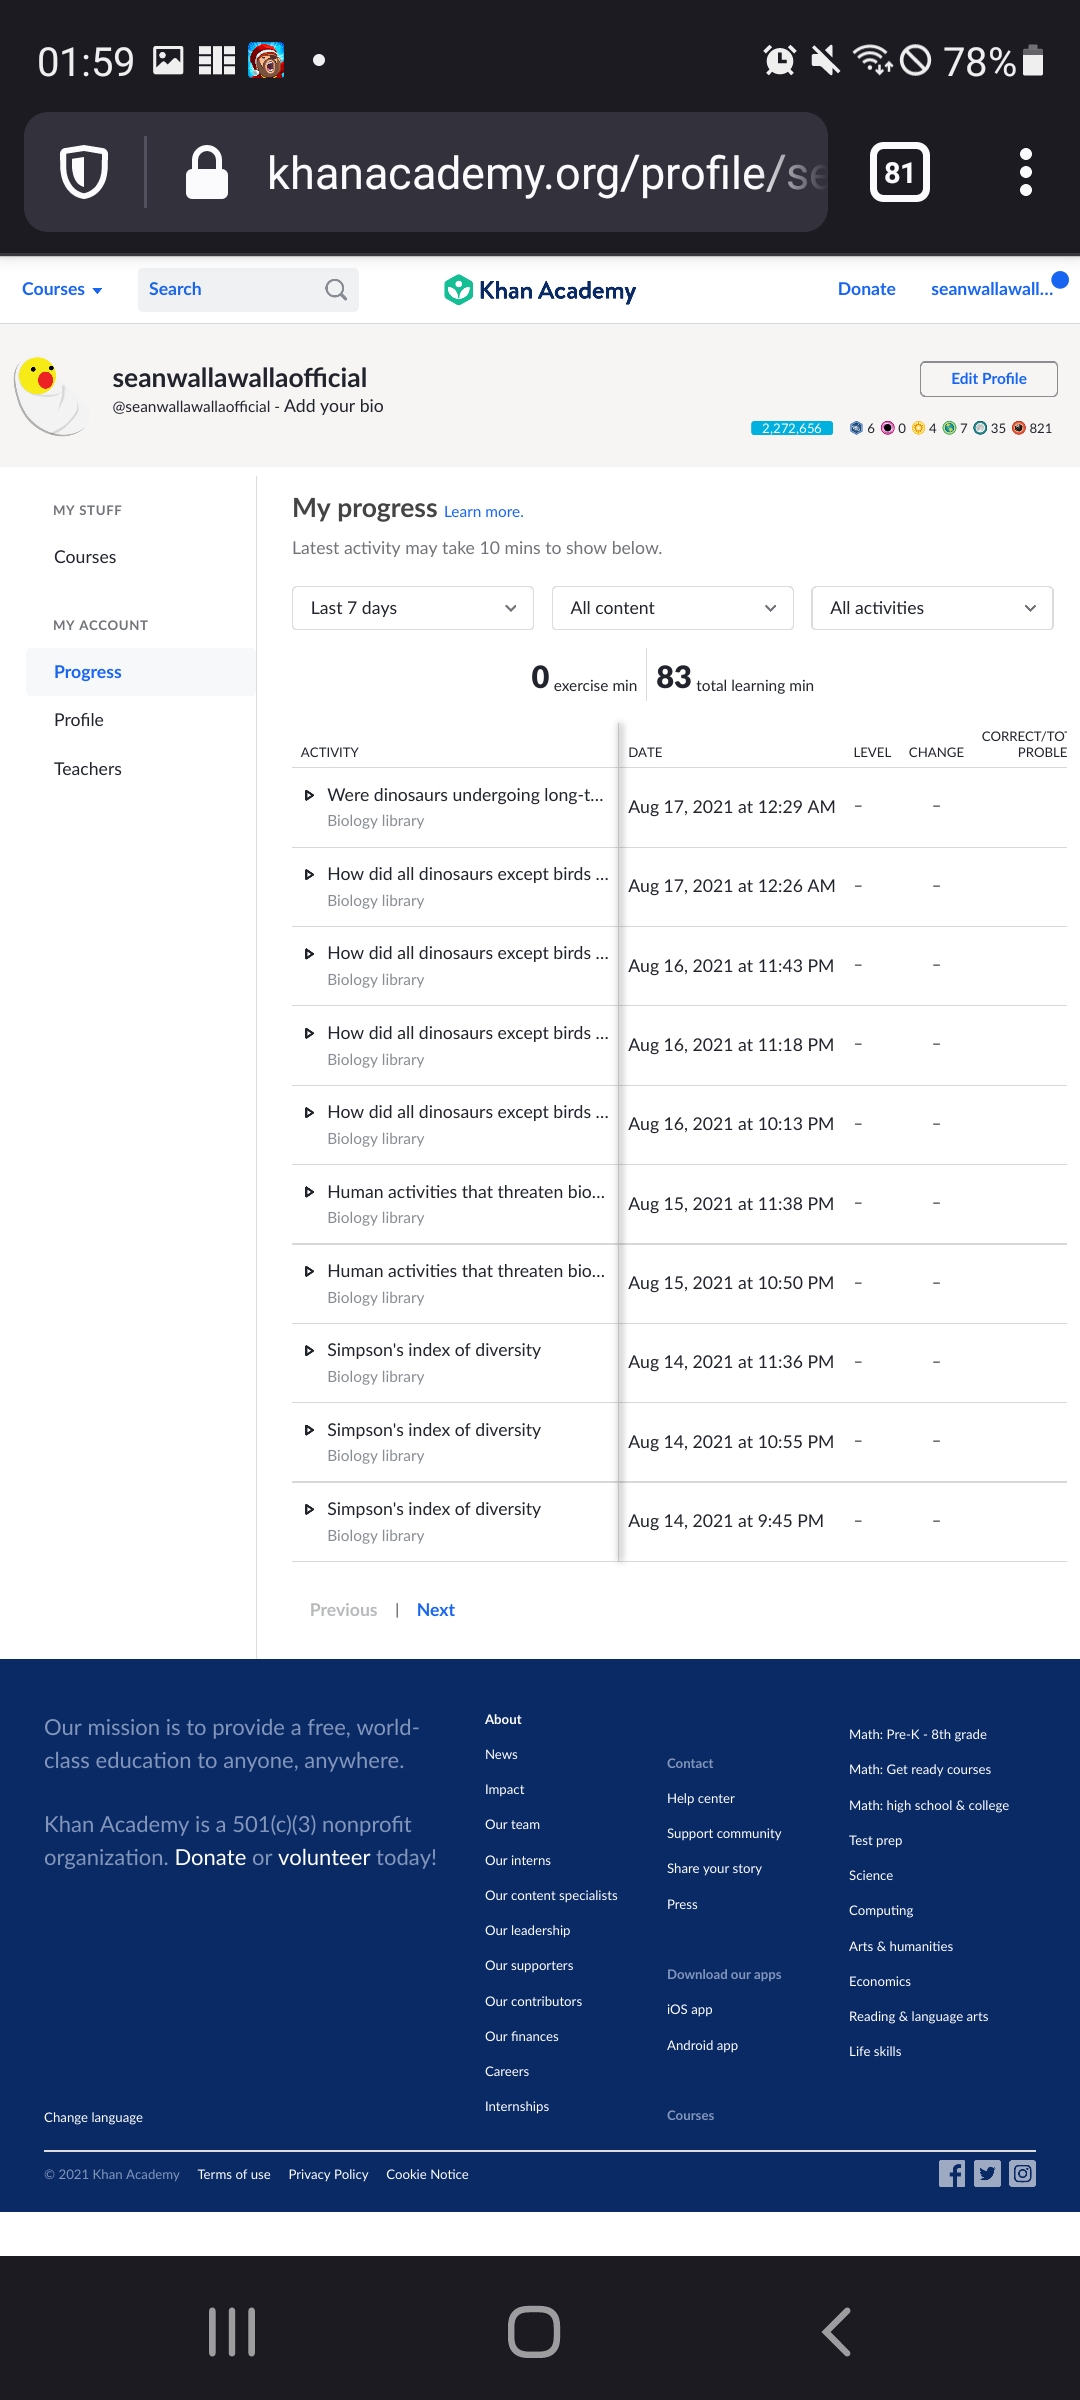 01:59
78%
khanacademy.org/profile/se
81
Courses
Search
Khan Academy
Donate
seanwallawall...
seanwallawallaofficial
@seanwallawallaofficial - Add your bio
Edit Profile
2,272,656 6 0 4 7 35 821
MY STUFF
Courses
MY ACCOUNT
Progress
Profile
Teachers
My progress Learn more.
Latest activity may take 10 mins to show below.
Last 7 days
All content
All activities
0 exercise min
83 total learning min
ACTIVITY DATE LEVEL CHANGE CORRECT/TOT
PROBLE
Were dinosaurs undergoing long-t...
Biology library
Aug 17, 2021 at 12:29 AM – –
How did all dinosaurs except birds ...
Biology library
Aug 17, 2021 at 12:26 AM – –
How did all dinosaurs except birds ...
Biology library
Aug 16, 2021 at 11:43 PM – –
How did all dinosaurs except birds ...
Biology library
Aug 16, 2021 at 11:18 PM – –
How did all dinosaurs except birds ...
Biology library
Aug 16, 2021 at 10:13 PM – –
Human activities that threaten bio...
Biology library
Aug 15, 2021 at 11:38 PM – –
Human activities that threaten bio...
Biology library
Aug 15, 2021 at 10:50 PM – –
Simpson's index of diversity
Biology library
Aug 14, 2021 at 11:36 PM – –
Simpson's index of diversity
Biology library
Aug 14, 2021 at 10:55 PM – –
Simpson's index of diversity
Biology library
Aug 14, 2021 at 9:45 PM – –
Previous | Next
Our mission is to provide a free, world-
class education to anyone, anywhere.
Khan Academy is a 501(c)(3) nonprofit
organization. Donate or volunteer today!
Change language
About
News
Impact
Our team
Our interns
Our content specialists
Our leadership
Our supporters
Our contributors
Our finances
Careers
Internships
Contact
Help center
Support community
Share your story
Press
Download our apps
iOS app
Android app
Courses
Math: Pre-K - 8th grade
Math: Get ready courses
Math: high school & college
Test prep
Science
Computing
Arts & humanities
Economics
Reading & language arts
Life skills
© 2021 Khan Academy Terms of use Privacy Policy Cookie Notice